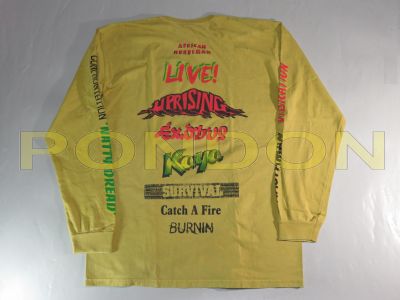 AFRICAN
HERBSMAN
LIVE!
UPRISING
Exodus
Kaya
SURVIVAL
Catch A Fire
BURNIN
NATTY DREAD
PONDON